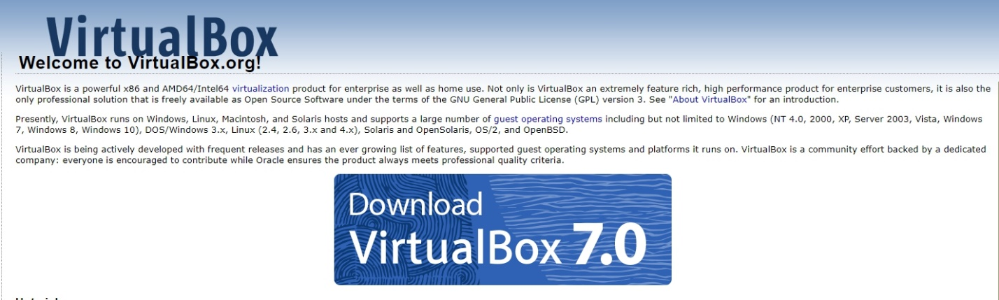 VirtualBox
Welcome to VirtualBox.org!
VirtualBox is a powerful x86 and AMD64/Intel64 virtualization product for enterprise as well as home use. Not only is VirtualBox an extremely feature rich, high performance product for enterprise customers, it is also the
only professional solution that is freely available as Open Source Software under the terms of the GNU General Public License (GPL) version 3. See "About VirtualBox" for an introduction.
Presently, VirtualBox runs on Windows, Linux, Macintosh, and Solaris hosts and supports a large number of guest operating systems including but not limited to Windows (NT 4.0, 2000, XP, Server 2003, Vista, Windows
7, Windows 8, Windows 10), DOS/Windows 3.x, Linux (2.4, 2.6, 3.x and 4.x), Solaris and OpenSolaris, OS/2, and OpenBSD.
VirtualBox is being actively developed with frequent releases and has an ever growing list of features, supported guest operating systems and platforms it runs on. VirtualBox is a community effort backed by a dedicated
company: everyone is encouraged to contribute while Oracle ensures the product always meets professional quality criteria.
Download
VirtualBox 7.0